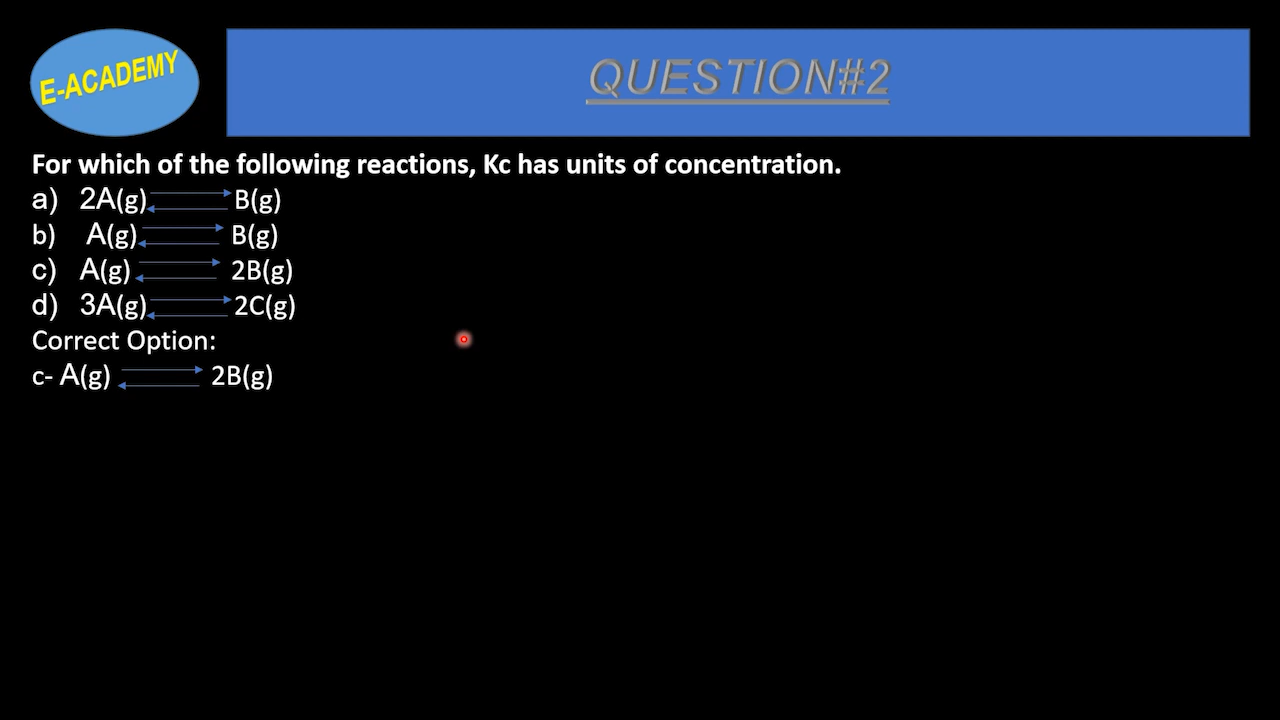 E-ACADEMY
QUESTION#2
For which of the following reactions, Kc has units of concentration.
a) 2A(g) B(g)
b) A(g) B(g)
c) A(g) 2B(g)
d) 3A(g) 2C(g)
Correct Option:
c- A(g) 2B(g)